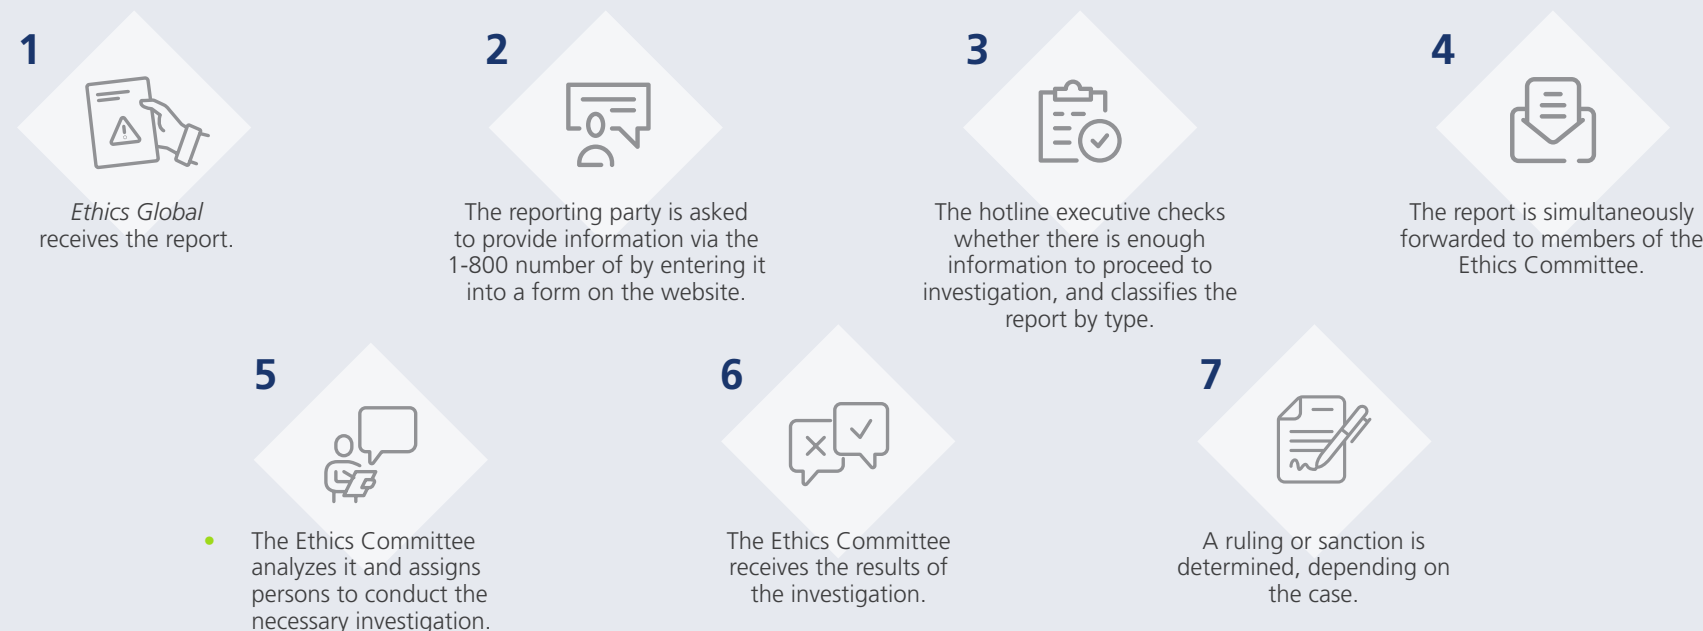 1
Ethics Global
receives the report.
2
The reporting party is asked
to provide information via the
1-800 number of by entering it
into a form on the website.
3
The hotline executive checks
whether there is enough
information to proceed to
investigation, and classifies the
report by type.
4
The report is simultaneously
forwarded to members of the
Ethics Committee.
5
• The Ethics Committee
analyzes it and assigns
persons to conduct the
necessary investigation.
6
The Ethics Committee
receives the results of
the investigation.
7
A ruling or sanction is
determined, depending on
the case.